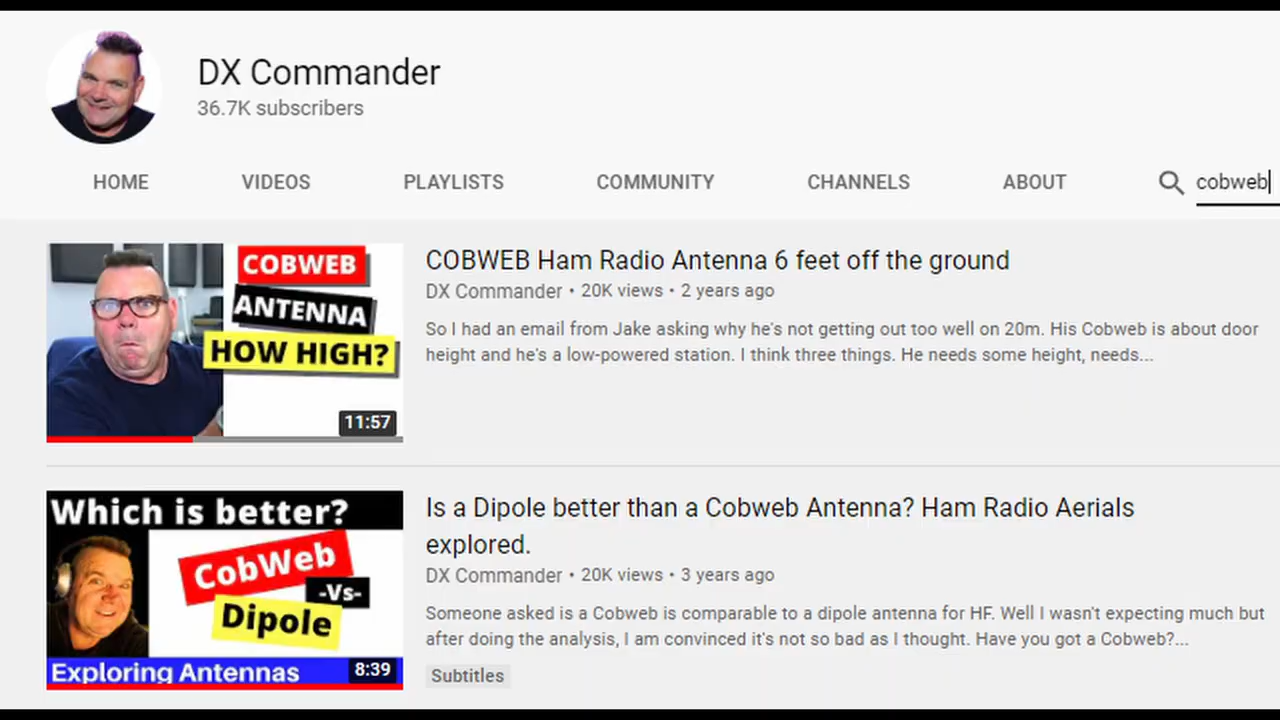 DX Commander
36.7K subscribers
HOME VIDEOS PLAYLISTS COMMUNITY CHANNELS ABOUT cobweb
COBWEB
ANTENNA
HOW HIGH?
11:57
COBWEB Ham Radio Antenna 6 feet off the ground
DX Commander • 20K views • 2 years ago
So I had an email from Jake asking why he's not getting out too well on 20m. His Cobweb is about door
height and he's a low-powered station. I think three things. He needs some height, needs...
Which is better?
CobWeb
-Vs-
Dipole
Exploring Antennas
8:39
Is a Dipole better than a Cobweb Antenna? Ham Radio Aerials
explored.
DX Commander • 20K views • 3 years ago
Someone asked is a Cobweb is comparable to a dipole antenna for HF. Well I wasn't expecting much but
after doing the analysis, I am convinced it's not so bad as I thought. Have you got a Cobweb?...
Subtitles